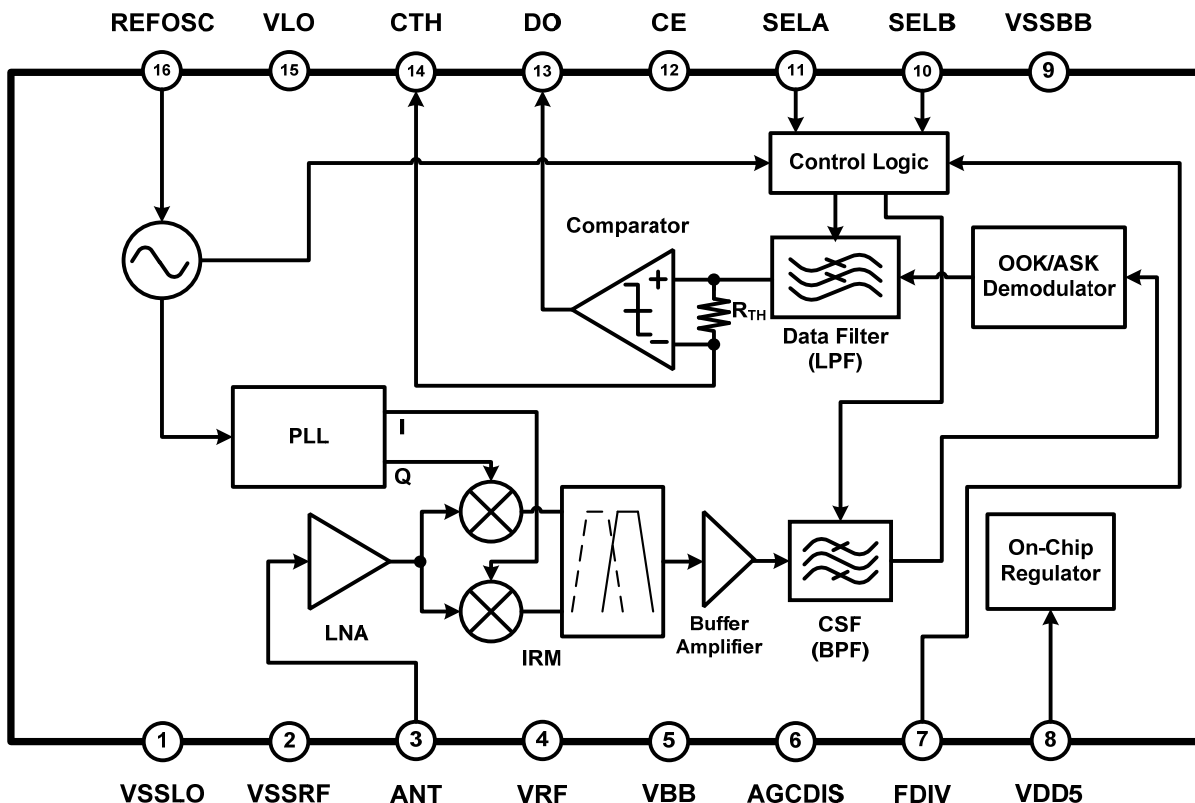 REFOSC VLO CTH DO CE SELA SELB VSSBB
16 15 14 13 12 11 10 9
Control Logic
Comparator
+
−
R_TH
Data Filter
(LPF)
OOK/ASK
Demodulator
PLL
I
Q
LNA
IRM
Buffer
Amplifier
CSF
(BPF)
On-Chip
Regulator
1 2 3 4 5 6 7 8
VSSLO VSSRF ANT VRF VBB AGCDIS FDIV VDD5